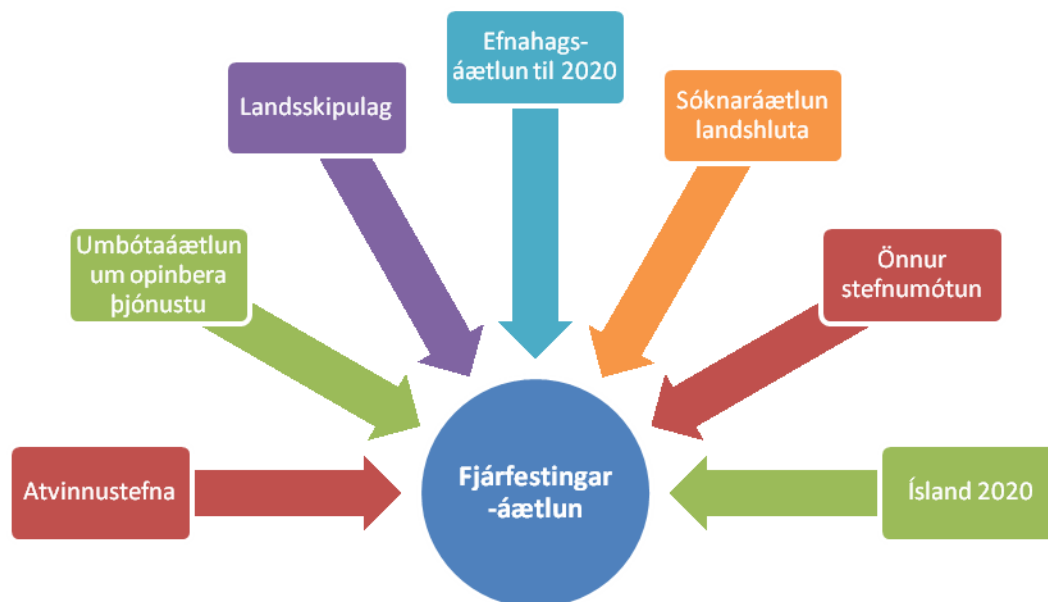 Efnahags-
áætlun til 2020
Landsskipulag
Sóknaráætlun
landshluta
Umbótaáætlun
um opinbera
þjónustu
Önnur
stefnumótun
Atvinnustefna
Fjárfestingar
-áætlun
Ísland 2020